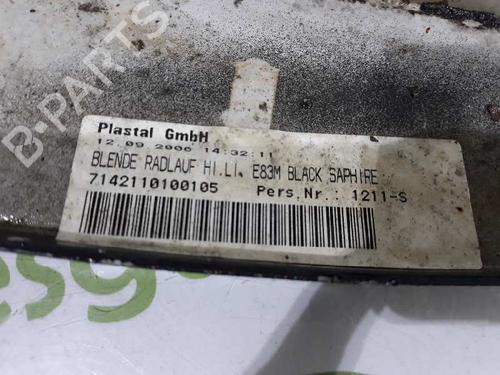 B-PARTS
Plastal GmbH
12.09.2006 14:32:11
BLENDE RADLAUF HI.LI. E83M BLACK SAPHIRE
7142110100105 Pers.Nr.: 1211-S